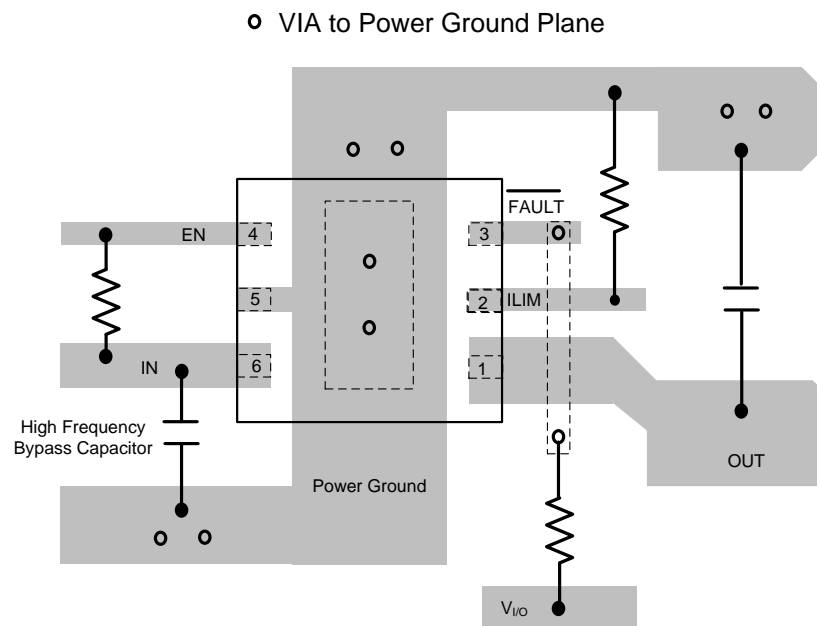 VIA to Power Ground Plane
FAULT
EN
4
3
5
2
ILIM
IN
6
1
High Frequency
Bypass Capacitor
OUT
Power Ground
VI/O